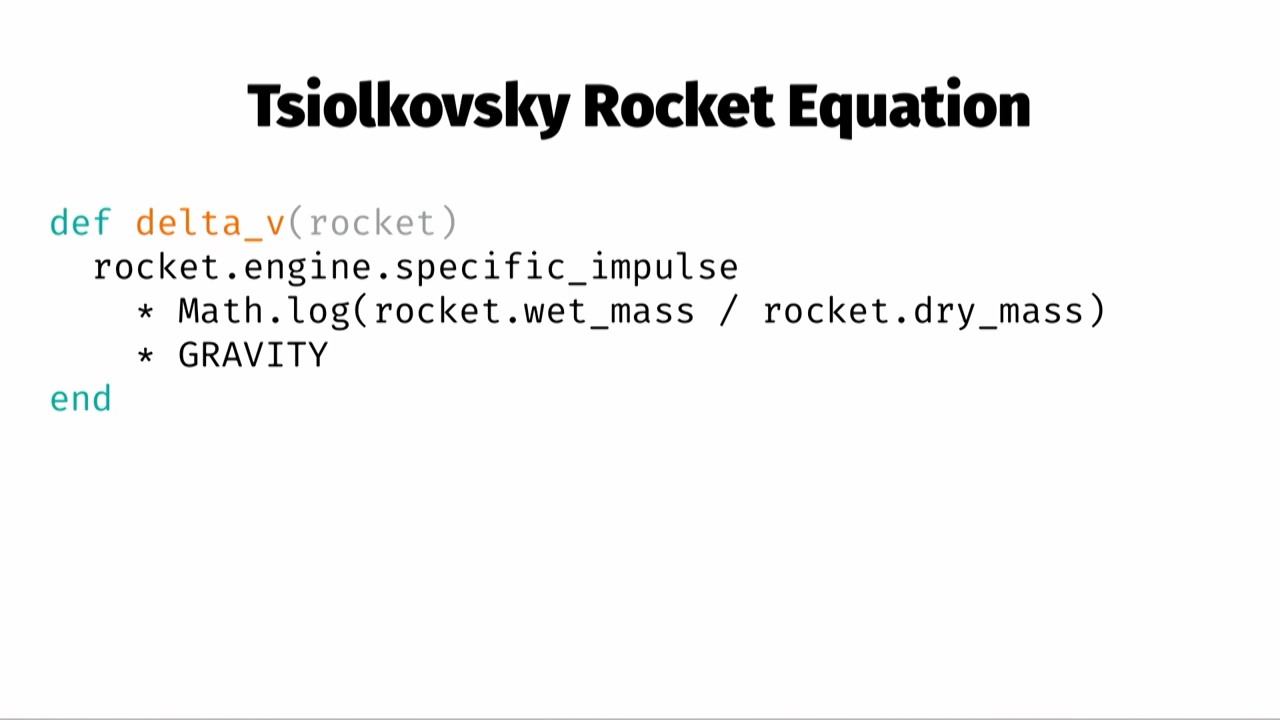 Tsiolkovsky Rocket Equation
def delta_v(rocket)
  rocket.engine.specific_impulse
    * Math.log(rocket.wet_mass / rocket.dry_mass)
    * GRAVITY
end